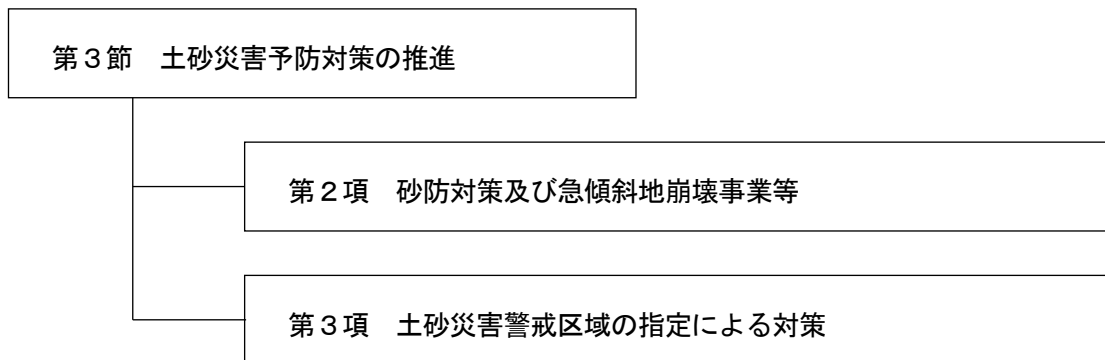 第３節　土砂災害予防対策の推進
第２項　砂防対策及び急傾斜地崩壊事業等
第３項　土砂災害警戒区域の指定による対策